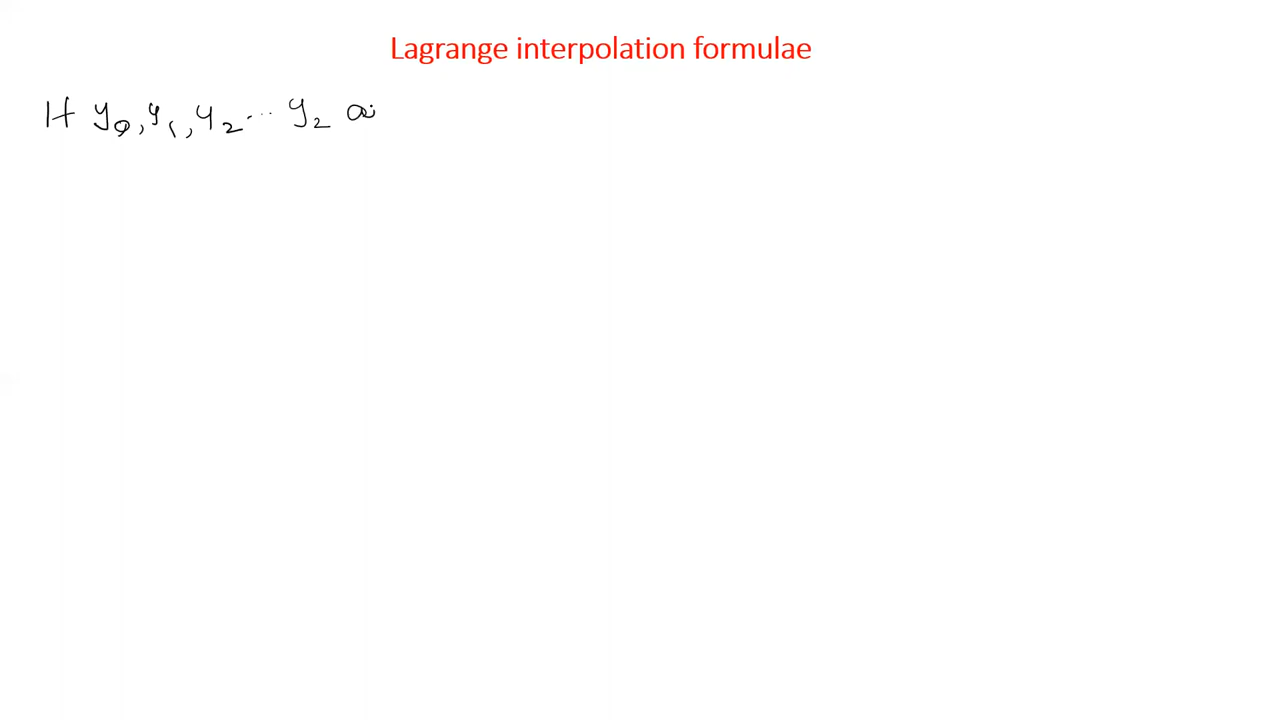 Lagrange interpolation formulae
If y₀, y₁, y₂ ... y₂